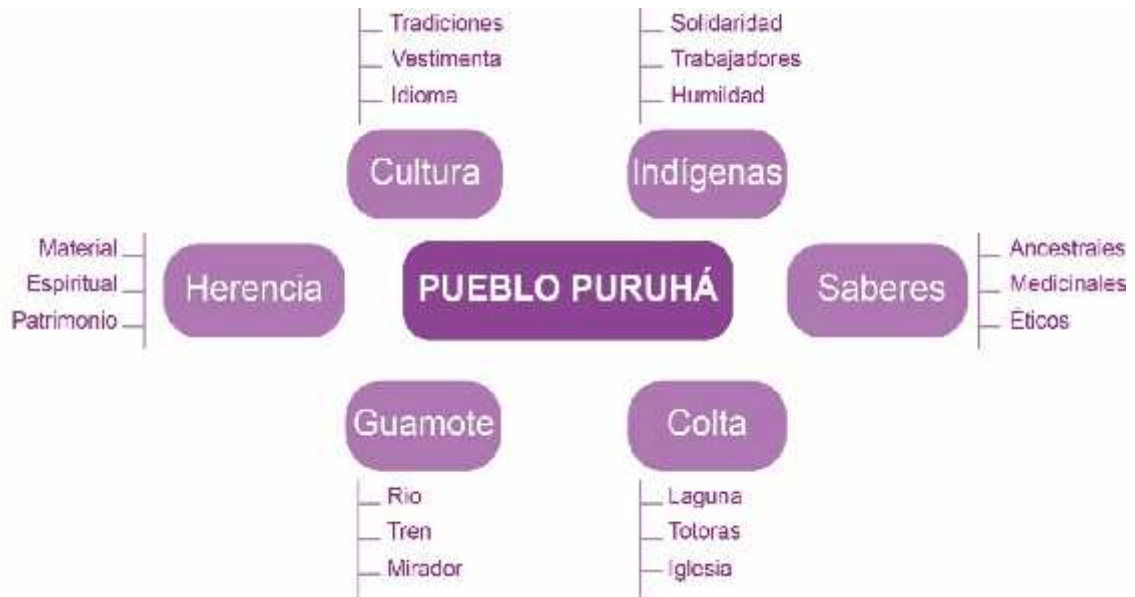 Tradiciones
Vestimenta
Idioma
Cultura
Solidaridad
Trabajadores
Humildad
Indígenas
Material
Espiritual
Patrimonio
Herencia
PUEBLO PURUHÁ
Saberes
Ancestrales
Medicinales
Éticos
Guamote
Rio
Tren
Mirador
Colta
Laguna
Totoras
Iglesia